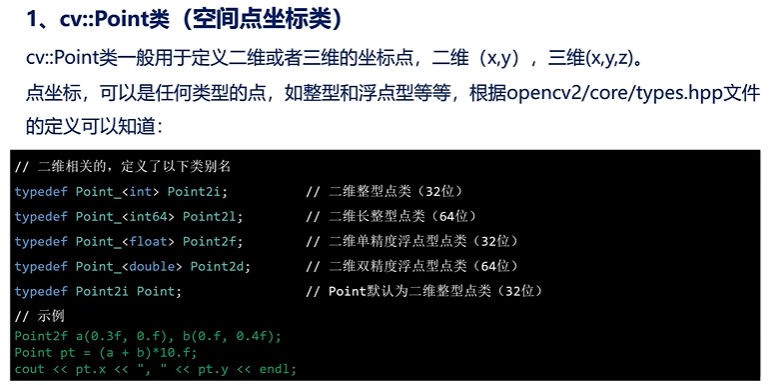 1、cv::Point类（空间点坐标类）
cv::Point类一般用于定义二维或者三维的坐标点，二维（x,y），三维(x,y,z)。
点坐标，可以是任何类型的点，如整型和浮点型等等，根据opencv2/core/types.hpp文件
的定义可以知道：
// 二维相关的，定义了以下类别名
typedef Point_<int> Point2i; // 二维整型点类（32位）
typedef Point_<int64> Point2l; // 二维长整型点类（64位）
typedef Point_<float> Point2f; // 二维单精度浮点型点类（32位）
typedef Point_<double> Point2d; // 二维双精度浮点型点类（64位）
typedef Point2i Point; // Point默认为二维整型点类（32位）
// 示例
Point2f a(0.3f, 0.f), b(0.f, 0.4f);
Point pt = (a + b)*10.f;
cout << pt.x << ", " << pt.y << endl;